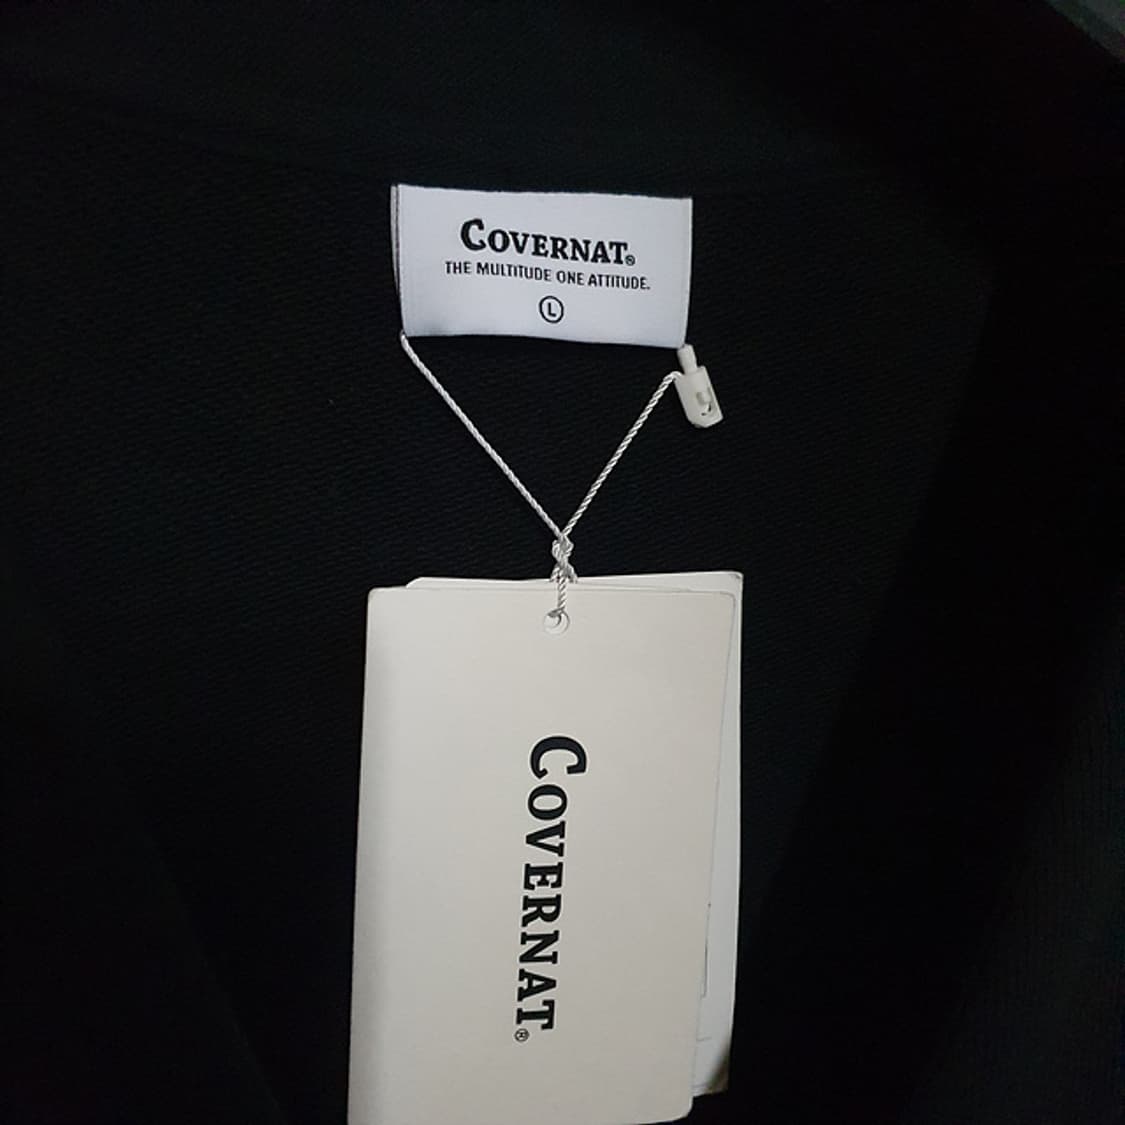 COVERNAT®
THE MULTITUDE ONE ATTITUDE.
L
COVERNAT®